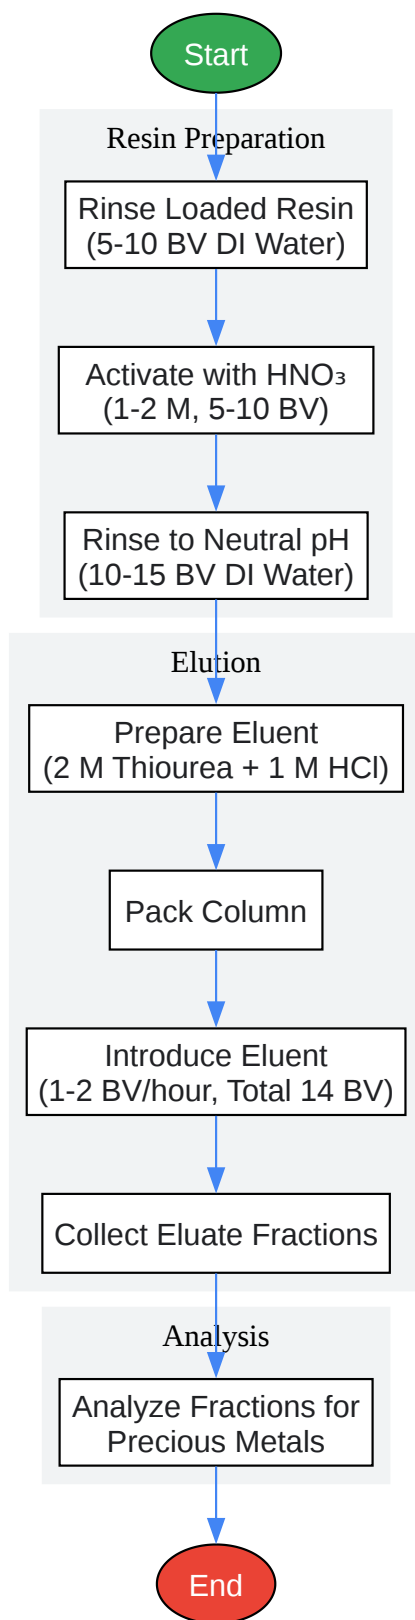 Start
Resin Preparation
Rinse Loaded Resin
(5-10 BV DI Water)
Activate with HNO₃
(1-2 M, 5-10 BV)
Rinse to Neutral pH
(10-15 BV DI Water)
Elution
Prepare Eluent
(2 M Thiourea + 1 M HCl)
Pack Column
Introduce Eluent
(1-2 BV/hour, Total 14 BV)
Collect Eluate Fractions
Analysis
Analyze Fractions for
Precious Metals
End